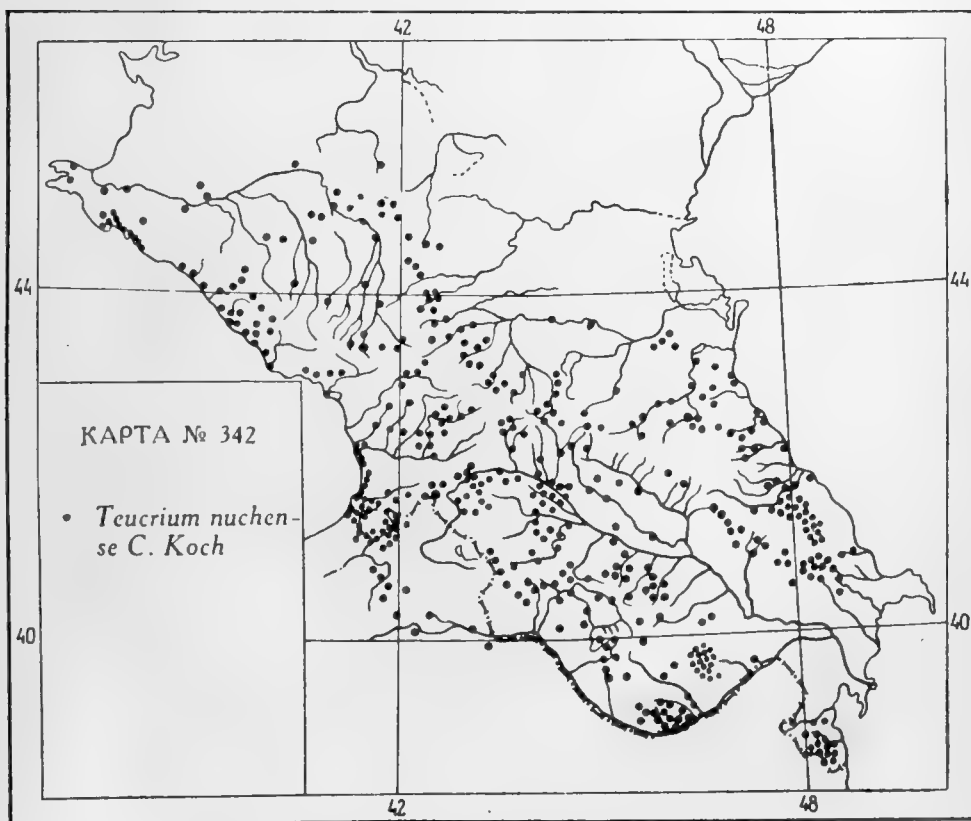 42 48
44 44
КАРТА № 342
Teucrium nuchen-
se C. Koch
40 40
42 48